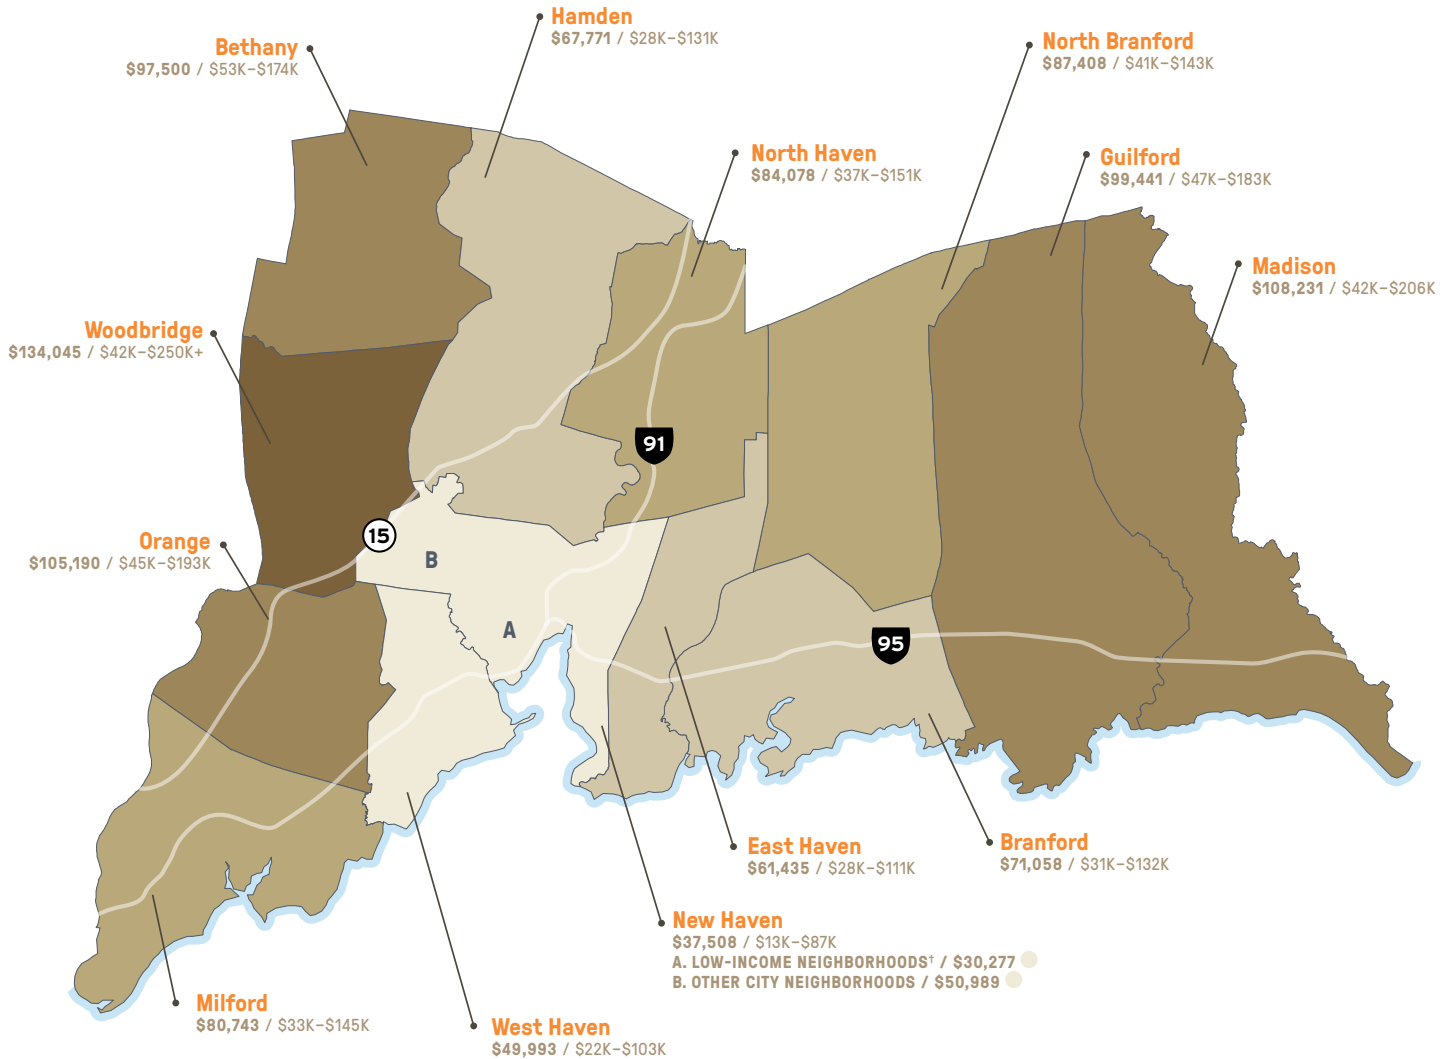 Hamden
$67,771 / $28K–$131K
Bethany
$97,500 / $53K–$174K
North Branford
$87,408 / $41K–$143K
North Haven
$84,078 / $37K–$151K
Guilford
$99,441 / $47K–$183K
Madison
$108,231 / $42K–$206K
Woodbridge
$134,045 / $42K–$250K+
91
15
Orange
$105,190 / $45K–$193K
B
A
95
East Haven
$61,435 / $28K–$111K
Branford
$71,058 / $31K–$132K
New Haven
$37,508 / $13K–$87K
A. LOW-INCOME NEIGHBORHOODS† / $30,277
B. OTHER CITY NEIGHBORHOODS / $50,989
Milford
$80,743 / $33K–$145K
West Haven
$49,993 / $22K–$103K